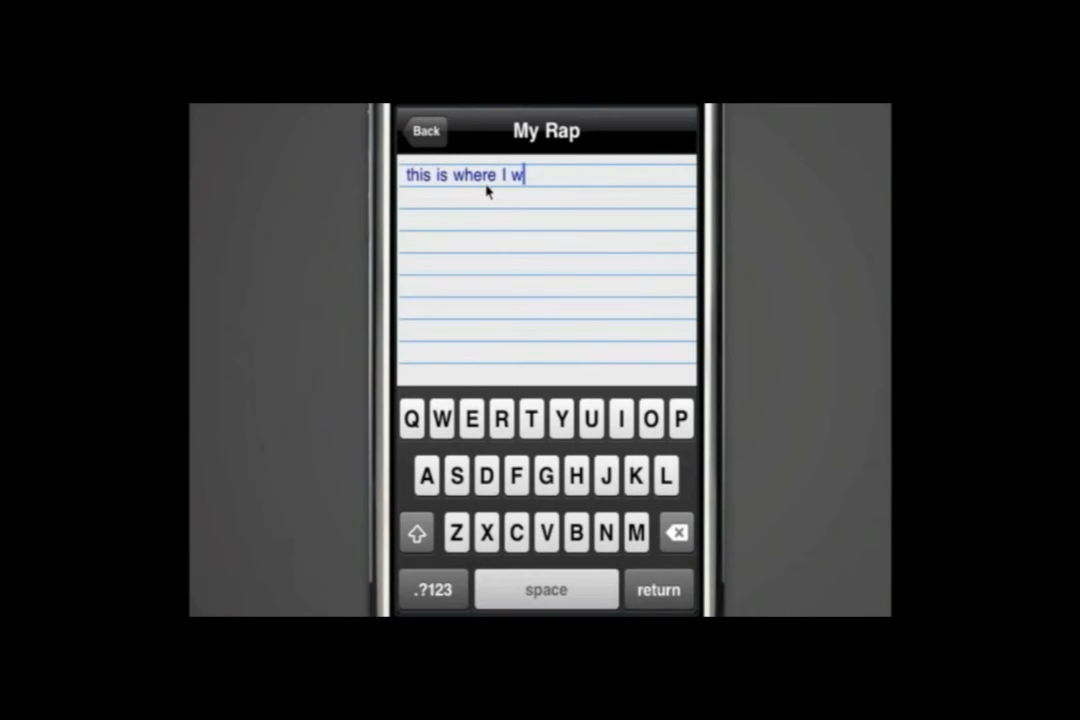 Back
My Rap
this is where I w
Q W E R T Y U I O P
A S D F G H J K L
Z X C V B N M
.?123 space return